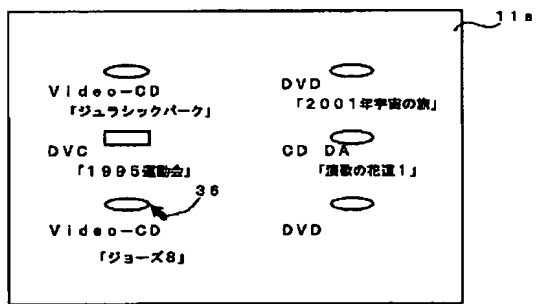 11a
Video-CD
「ジュラシックパーク」
DVD
「2001年宇宙の旅」
DVC
「1995運動会」
CD DA
「演歌の花道1」
36
Video-CD
「ジョーズ8」
DVD